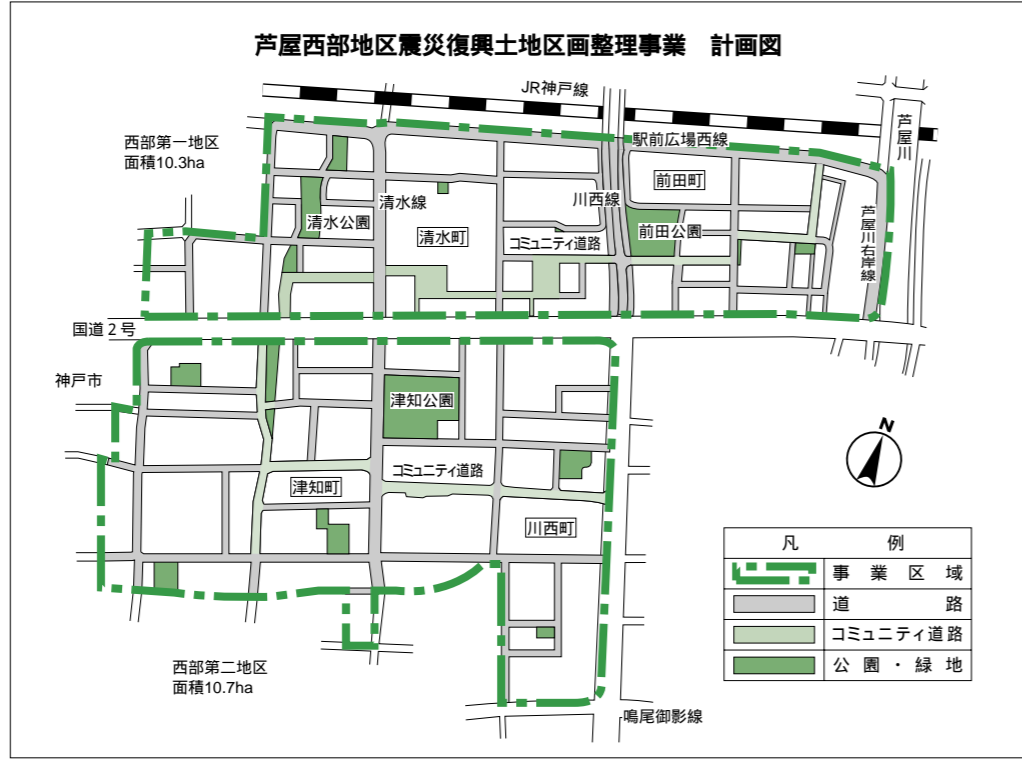 芦屋西部地区震災復興土地区画整理事業　計画図
JR神戸線
芦屋川
西部第一地区
面積10.3ha
駅前広場西線
前田町
清水線
川西線
清水公園
清水町
コミュニティ道路
前田公園
芦屋川右岸線
国道2号
神戸市
津知公園
N
コミュニティ道路
津知町
川西町
凡　例
事業区域
道路
コミュニティ道路
公園・緑地
西部第二地区
面積10.7ha
鳴尾御影線